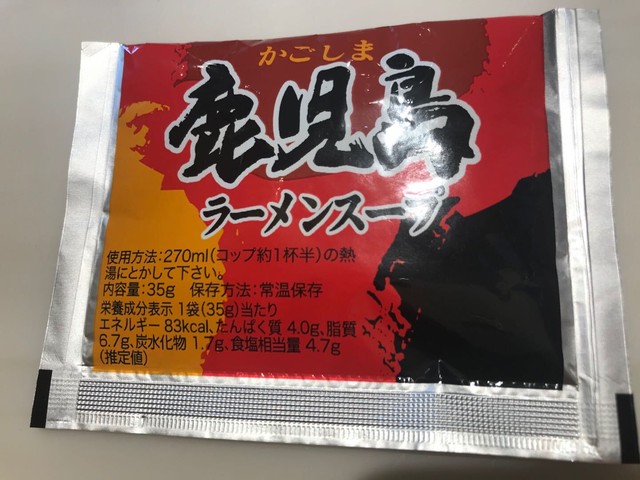 かごしま
鹿児島
ラーメンスープ
使用方法:270ml(コップ約1杯半)の熱
湯にとかして下さい。
内容量:35g 保存方法:常温保存
栄養成分表示 1袋(35g)当たり
エネルギー 83kcal、たんぱく質 4.0g、脂質
6.7g、炭水化物 1.7g、食塩相当量 4.7g
(推定値)